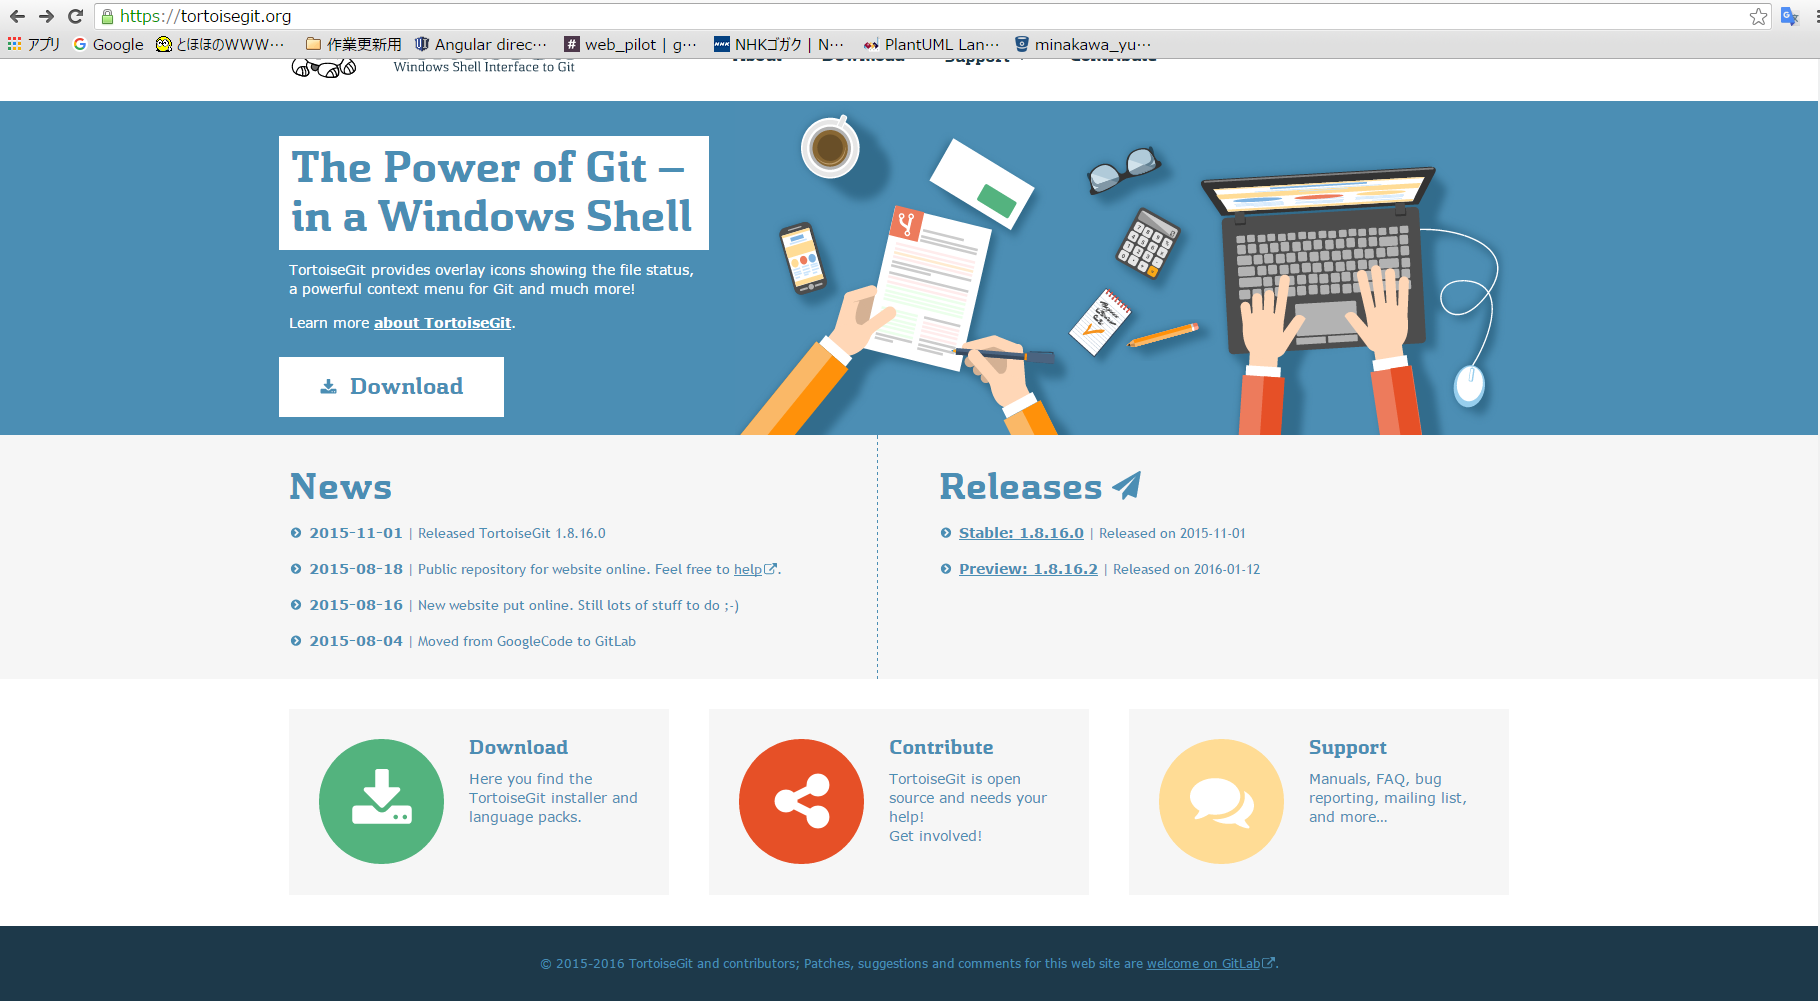 https://tortoisegit.org
アプリ Google とほほのWWW… 作業更新用 Angular direc… web_pilot | g… NHKゴガク | N… PlantUML Lan… minakawa_yu…
Windows Shell Interface to Git
About Download Support Contribute
The Power of Git –
in a Windows Shell
TortoiseGit provides overlay icons showing the file status,
a powerful context menu for Git and much more!
Learn more about TortoiseGit.
Download
News
2015-11-01 | Released TortoiseGit 1.8.16.0
2015-08-18 | Public repository for website online. Feel free to help.
2015-08-16 | New website put online. Still lots of stuff to do ;-)
2015-08-04 | Moved from GoogleCode to GitLab
Releases
Stable: 1.8.16.0 | Released on 2015-11-01
Preview: 1.8.16.2 | Released on 2016-01-12
Download
Here you find the
TortoiseGit installer and
language packs.
Contribute
TortoiseGit is open
source and needs your
help!
Get involved!
Support
Manuals, FAQ, bug
reporting, mailing list,
and more...
© 2015-2016 TortoiseGit and contributors; Patches, suggestions and comments for this web site are welcome on GitLab.